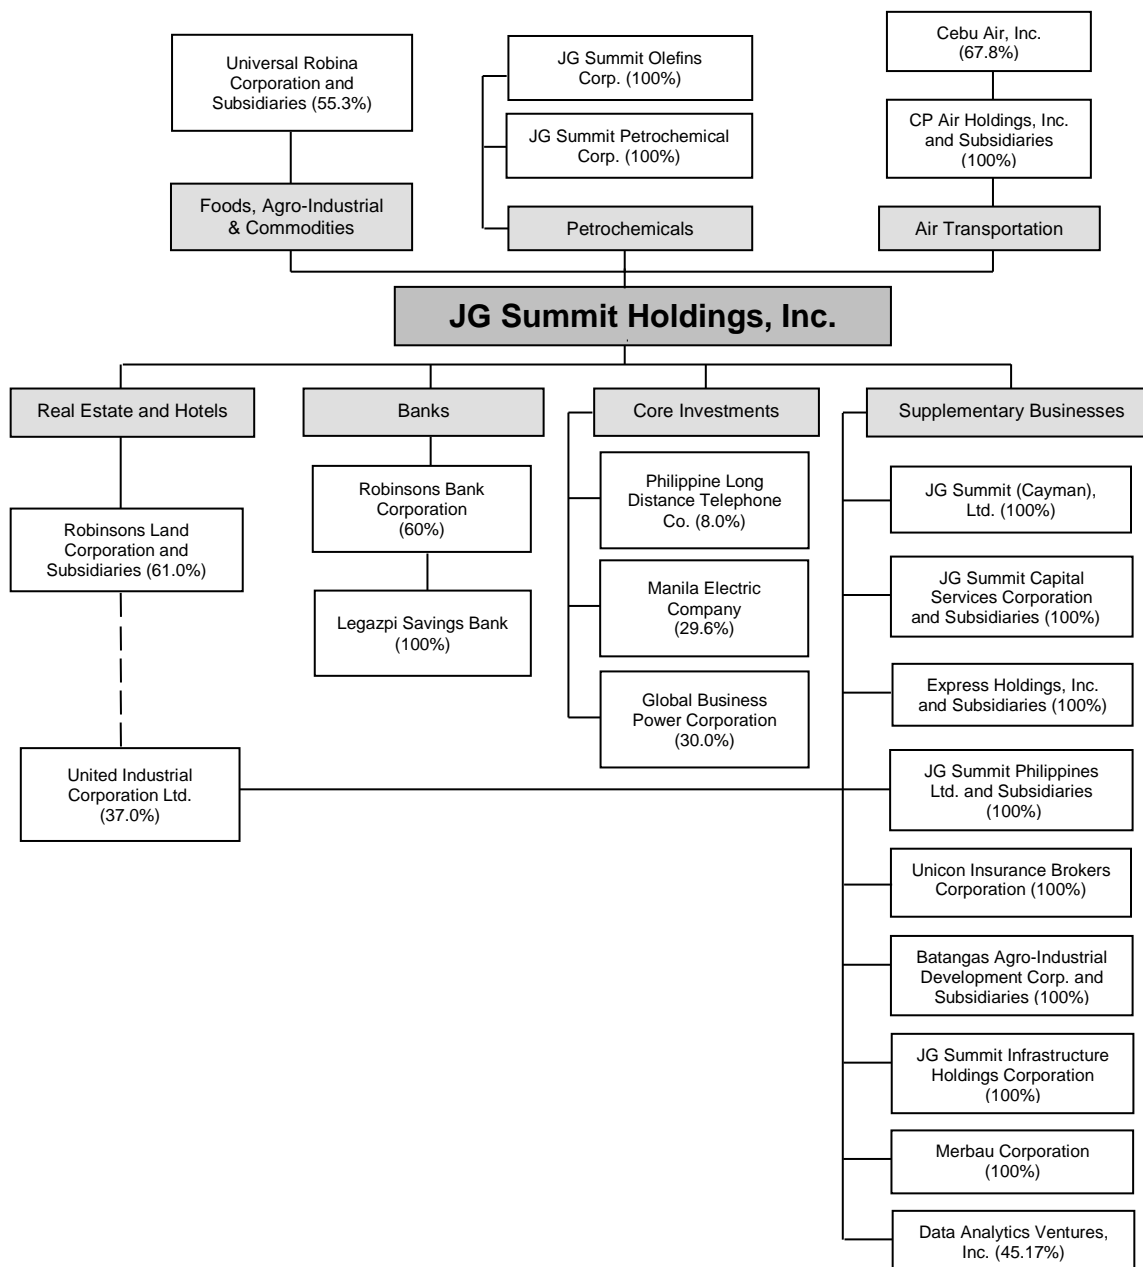 Universal Robina
Corporation and
Subsidiaries (55.3%)
JG Summit Olefins
Corp. (100%)
JG Summit Petrochemical
Corp. (100%)
Cebu Air, Inc.
(67.8%)
CP Air Holdings, Inc.
and Subsidiaries
(100%)
Foods, Agro-Industrial
& Commodities
Petrochemicals
Air Transportation
JG Summit Holdings, Inc.
Real Estate and Hotels
Robinsons Land
Corporation and
Subsidiaries (61.0%)
United Industrial
Corporation Ltd.
(37.0%)
Banks
Robinsons Bank
Corporation
(60%)
Legazpi Savings Bank
(100%)
Core Investments
Philippine Long
Distance Telephone
Co. (8.0%)
Manila Electric
Company
(29.6%)
Global Business
Power Corporation
(30.0%)
Supplementary Businesses
JG Summit (Cayman),
Ltd. (100%)
JG Summit Capital
Services Corporation
and Subsidiaries (100%)
Express Holdings, Inc.
and Subsidiaries (100%)
JG Summit Philippines
Ltd. and Subsidiaries
(100%)
Unicon Insurance Brokers
Corporation (100%)
Batangas Agro-Industrial
Development Corp. and
Subsidiaries (100%)
JG Summit Infrastructure
Holdings Corporation
(100%)
Merbau Corporation
(100%)
Data Analytics Ventures,
Inc. (45.17%)